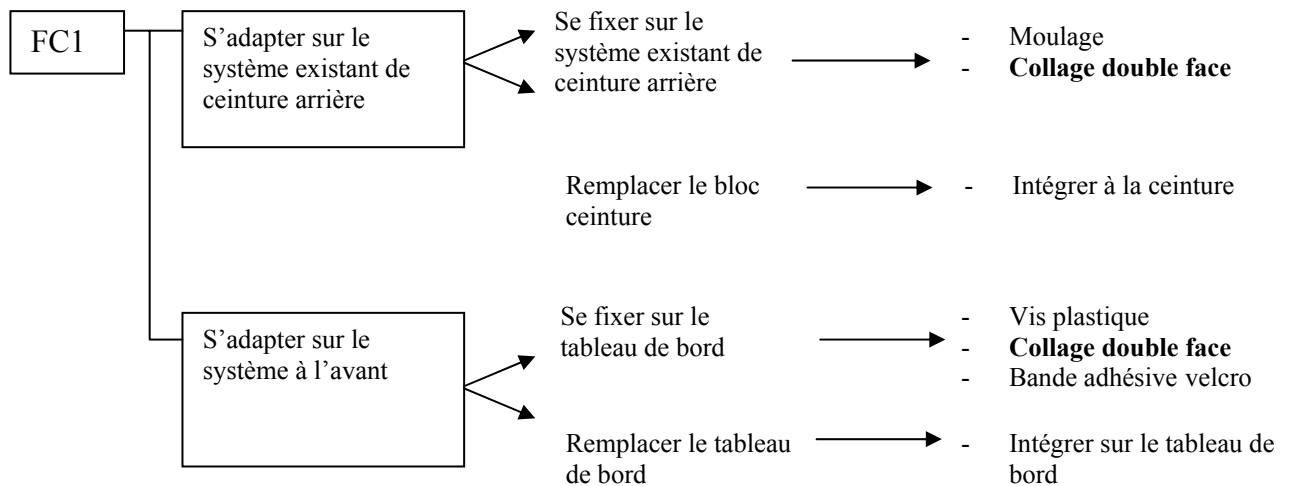 FC1
S’adapter sur le
système existant de
ceinture arrière
Se fixer sur le
système existant de
ceinture arrière
- Moulage
- Collage double face
Remplacer le bloc
ceinture
- Intégrer à la ceinture
S’adapter sur le
système à l’avant
Se fixer sur le
tableau de bord
- Vis plastique
- Collage double face
- Bande adhésive velcro
Remplacer le tableau
de bord
- Intégrer sur le tableau de
bord